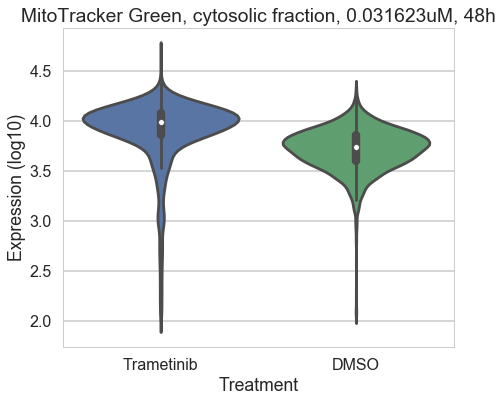 MitoTracker Green, cytosolic fraction, 0.031623uM, 48h
Expression (log10)
4.5
4.0
3.5
3.0
2.5
2.0
Trametinib DMSO
Treatment